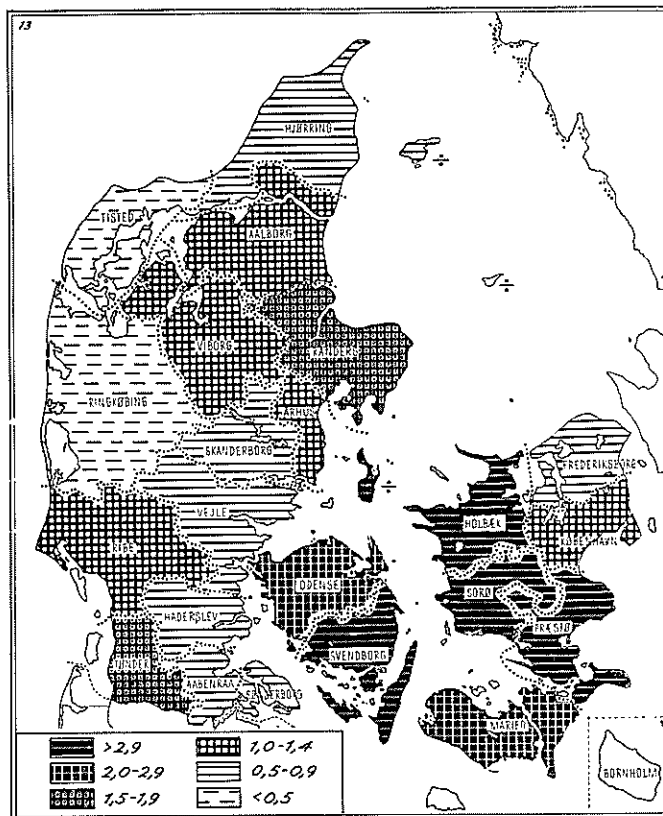 13
HJØRRING
TISTED
AALBORG
VIBORG
RANDERS
RINGKØBING
ÅRHUS
SKANDERBORG
FREDERIKSBORG
HOLBÆK
KØBENHAVN
VEJLE
RIBE
ODENSE
SORØ
PRÆSTØ
HADERSLEV
SVENDBORG
TØNDER
AABENRAA
SØNDERBORG
MARIBO
BORNHOLM
>2,9
1,0-1,4
2,0-2,9
0,5-0,9
1,5-1,9
<0,5